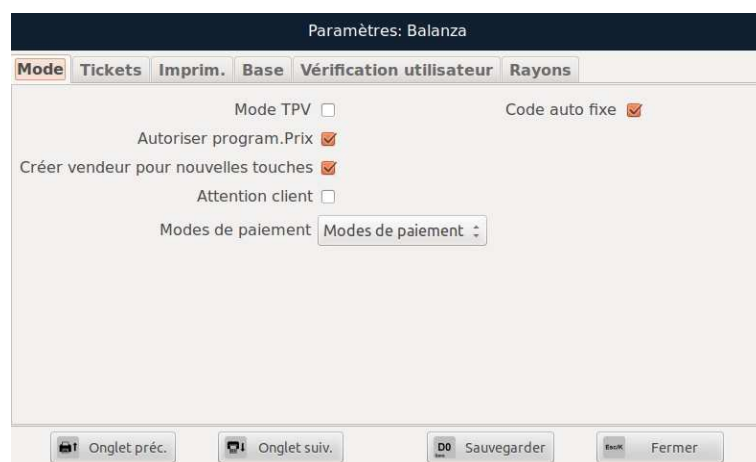 Paramètres: Balanza
Mode Tickets Imprim. Base Vérification utilisateur Rayons
Mode TPV Code auto fixe
Autoriser program.Prix
Créer vendeur pour nouvelles touches
Attention client
Modes de paiement Modes de paiement
Onglet préc. Onglet suiv. D0 Sauvegarder Esc/K Fermer